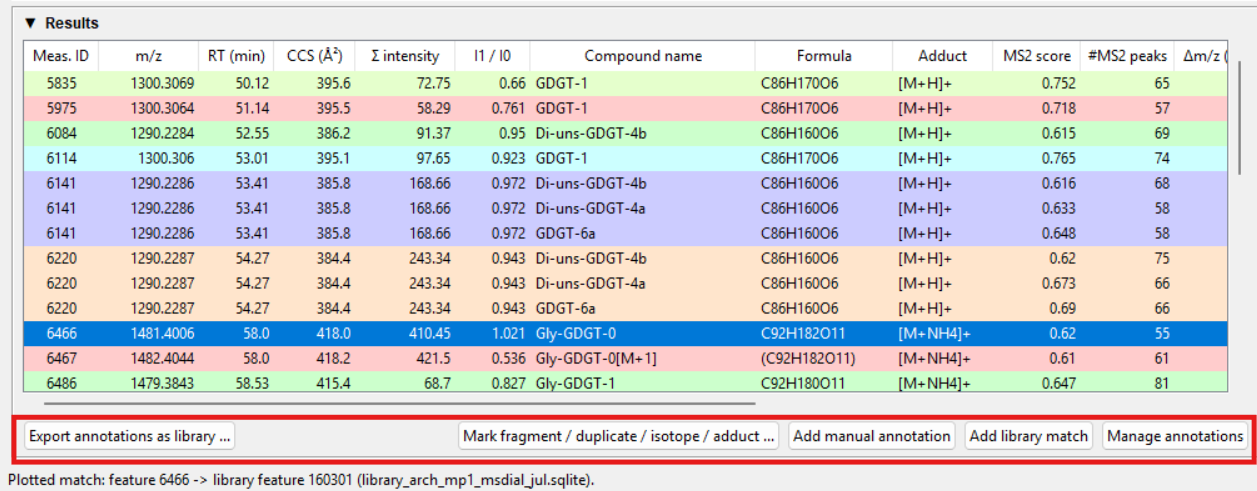 ▼ Results
Meas. ID m/z RT (min) CCS (Å²) Σ intensity I1 / I0 Compound name Formula Adduct MS2 score #MS2 peaks Δm/z (
5835 1300.3069 50.12 395.6 72.75 0.66 GDGT-1 C86H170O6 [M+H]+ 0.752 65
5975 1300.3064 51.14 395.5 58.29 0.761 GDGT-1 C86H170O6 [M+H]+ 0.718 57
6084 1290.2284 52.55 386.2 91.37 0.95 Di-uns-GDGT-4b C86H160O6 [M+H]+ 0.615 69
6114 1300.306 53.01 395.1 97.65 0.923 GDGT-1 C86H170O6 [M+H]+ 0.765 74
6141 1290.2286 53.41 385.8 168.66 0.972 Di-uns-GDGT-4b C86H160O6 [M+H]+ 0.616 68
6141 1290.2286 53.41 385.8 168.66 0.972 Di-uns-GDGT-4a C86H160O6 [M+H]+ 0.633 58
6141 1290.2286 53.41 385.8 168.66 0.972 GDGT-6a C86H160O6 [M+H]+ 0.648 58
6220 1290.2287 54.27 384.4 243.34 0.943 Di-uns-GDGT-4b C86H160O6 [M+H]+ 0.62 75
6220 1290.2287 54.27 384.4 243.34 0.943 Di-uns-GDGT-4a C86H160O6 [M+H]+ 0.673 66
6220 1290.2287 54.27 384.4 243.34 0.943 GDGT-6a C86H160O6 [M+H]+ 0.69 66
6466 1481.4006 58.0 418.0 410.45 1.021 Gly-GDGT-0 C92H182O11 [M+NH4]+ 0.62 55
6467 1482.4044 58.0 418.2 421.5 0.536 Gly-GDGT-0[M+1] (C92H182O11) [M+NH4]+ 0.61 61
6486 1479.3843 58.53 415.4 68.7 0.827 Gly-GDGT-1 C92H180O11 [M+NH4]+ 0.647 81
Export annotations as library ... Mark fragment / duplicate / isotope / adduct ... Add manual annotation Add library match Manage annotations
Plotted match: feature 6466 -> library feature 160301 (library_arch_mp1_msdial_jul.sqlite).